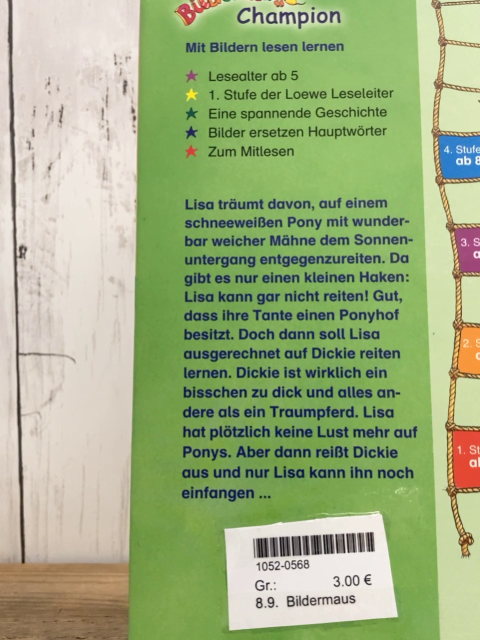 Champion
Mit Bildern lesen lernen
★ Lesealter ab 5
★ 1. Stufe der Loewe Leseleiter
★ Eine spannende Geschichte
★ Bilder ersetzen Hauptwörter
★ Zum Mitlesen
Lisa träumt davon, auf einem
schneeweißen Pony mit wunder-
bar weicher Mähne dem Sonnen-
untergang entgegenzureiten. Da
gibt es nur einen kleinen Haken:
Lisa kann gar nicht reiten! Gut,
dass ihre Tante einen Ponyhof
besitzt. Doch dann soll Lisa
ausgerechnet auf Dickie reiten
lernen. Dickie ist wirklich ein
bisschen zu dick und alles an-
dere als ein Traumpferd. Lisa
hat plötzlich keine Lust mehr auf
Ponys. Aber dann reißt Dickie
aus und nur Lisa kann ihn noch
einfangen ...
4. Stufe
ab 8
3. S
a
2. S
a
1. St
ab
1052-0568
Gr.: 3.00 €
8.9. Bildermaus